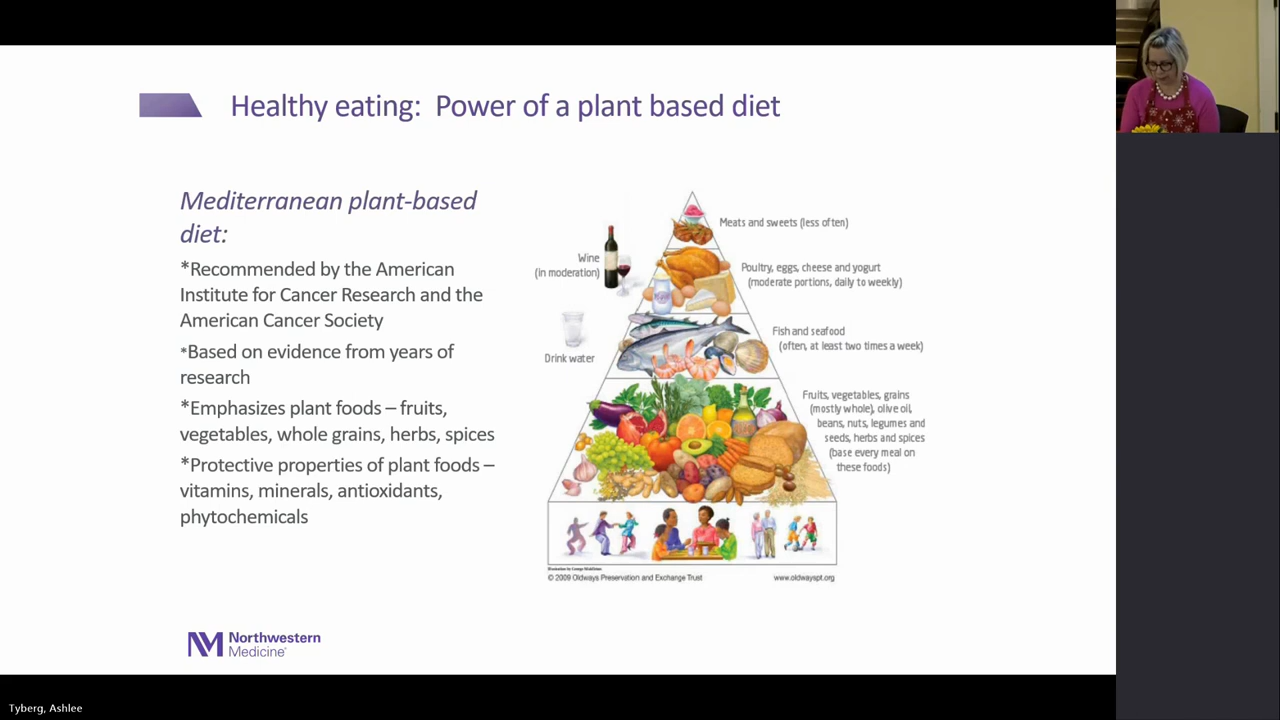 Healthy eating:  Power of a plant based diet
Mediterranean plant-based
diet:
*Recommended by the American
Institute for Cancer Research and the
American Cancer Society
*Based on evidence from years of
research
*Emphasizes plant foods – fruits,
vegetables, whole grains, herbs, spices
*Protective properties of plant foods –
vitamins, minerals, antioxidants,
phytochemicals
Meats and sweets (less often)
Wine
(in moderation)
Poultry, eggs, cheese and yogurt
(moderate portions, daily to weekly)
Drink water
Fish and seafood
(often, at least two times a week)
Fruits, vegetables, grains
(mostly whole), olive oil,
beans, nuts, legumes and
seeds, herbs and spices
(base every meal on
these foods)
Illustration by George Middleton
© 2009 Oldways Preservation and Exchange Trust
www.oldwayspt.org
Northwestern
Medicine®
Tyberg, Ashlee